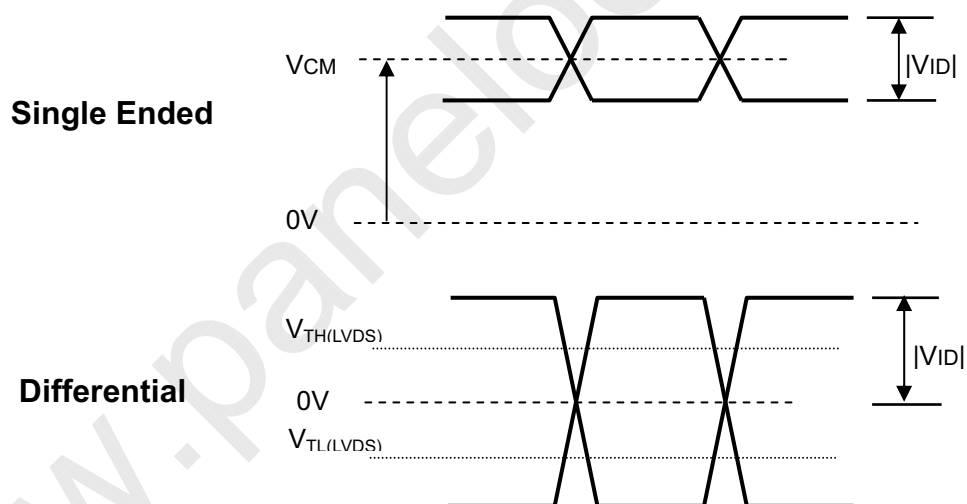 VCM
|VID|
Single Ended
0V
VTH(LVDS)
|VID|
Differential
0V
VTL(LVDS)